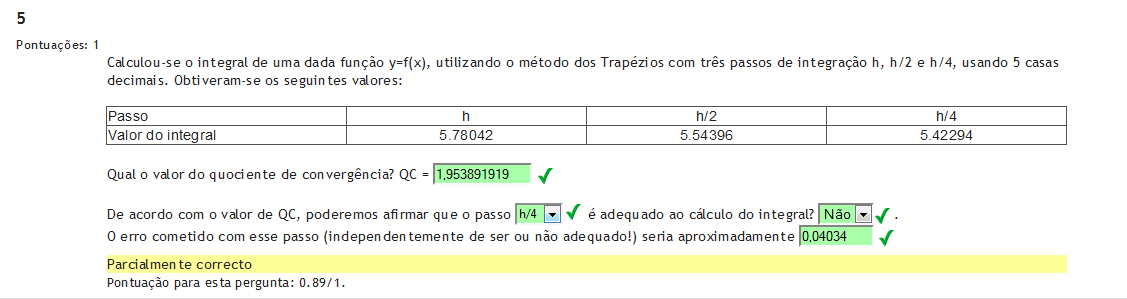 5
Pontuações: 1
Calculou-se o integral de uma dada função y=f(x), utilizando o método dos Trapézios com três passos de integração h, h/2 e h/4, usando 5 casas
decimais. Obtiveram-se os seguintes valores:
Passo h h/2 h/4
Valor do integral 5.78042 5.54396 5.42294
Qual o valor do quociente de convergência? QC = 1,953891919
De acordo com o valor de QC, poderemos afirmar que o passo h/4 é adequado ao cálculo do integral? Não .
O erro cometido com esse passo (independentemente de ser ou não adequado!) seria aproximadamente 0,04034
Parcialmente correcto
Pontuação para esta pergunta: 0.89/1.